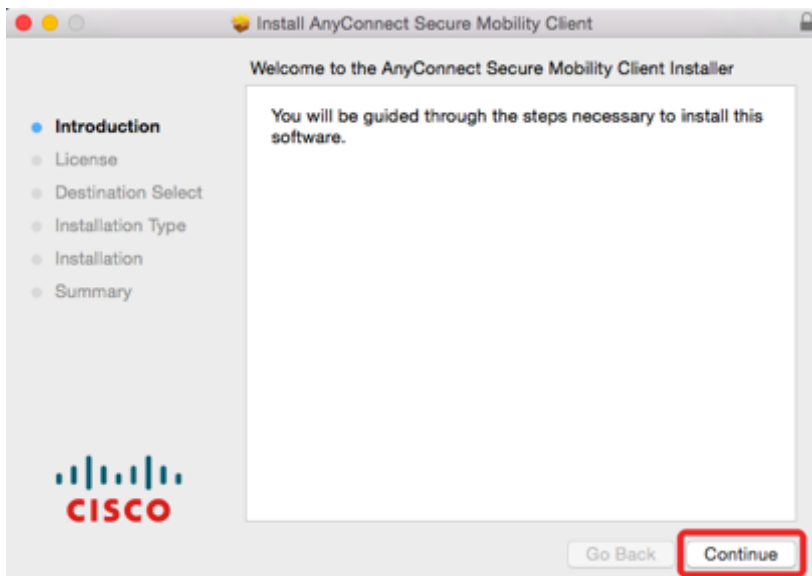 Install AnyConnect Secure Mobility Client
Welcome to the AnyConnect Secure Mobility Client Installer
Introduction
License
Destination Select
Installation Type
Installation
Summary
You will be guided through the steps necessary to install this
software.
CISCO
Go Back
Continue